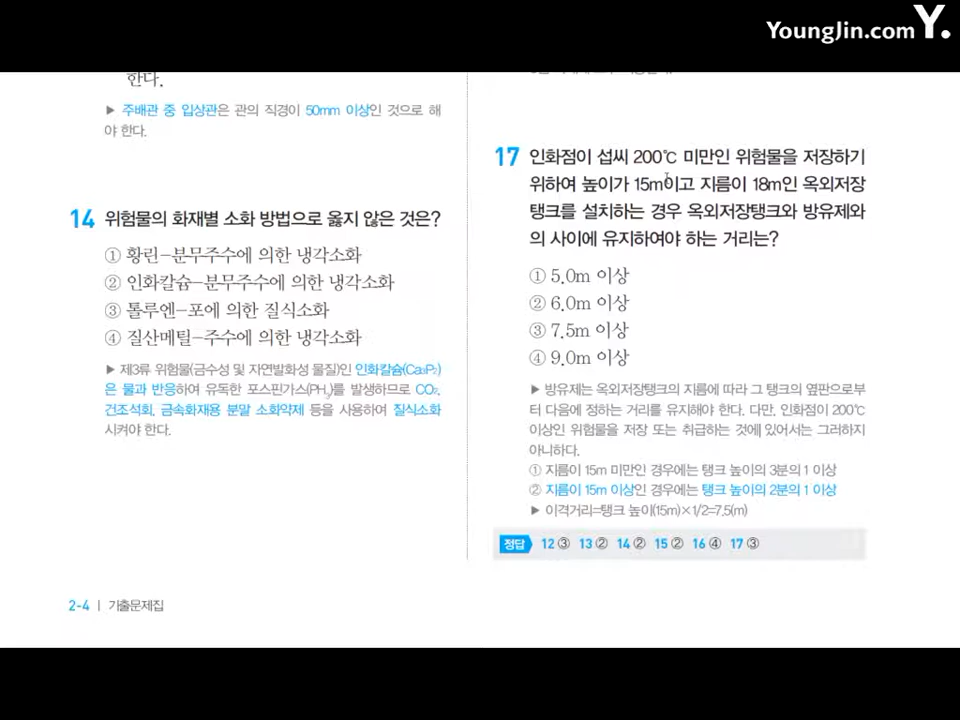 YoungJin.com Y.
한다.
▶ 주배관 중 입상관은 관의 직경이 50mm 이상인 것으로 해
야 한다.
14 위험물의 화재별 소화 방법으로 옳지 않은 것은?
① 황린-분무주수에 의한 냉각소화
② 인화칼슘-분무주수에 의한 냉각소화
③ 톨루엔-포에 의한 질식소화
④ 질산메틸-주수에 의한 냉각소화
▶ 제3류 위험물(금수성 및 자연발화성 물질)인 인화칼슘(Ca₃P₂)
은 물과 반응하여 유독한 포스핀가스(PH₃)를 발생하므로 CO₂,
건조석회, 금속화재용 분말 소화약제 등을 사용하여 질식소화
시켜야 한다.
2-4 | 기출문제집
17 인화점이 섭씨 200℃ 미만인 위험물을 저장하기
위하여 높이가 15m이고 지름이 18m인 옥외저장
탱크를 설치하는 경우 옥외저장탱크와 방유제와
의 사이에 유지하여야 하는 거리는?
① 5.0m 이상
② 6.0m 이상
③ 7.5m 이상
④ 9.0m 이상
▶ 방유제는 옥외저장탱크의 지름에 따라 그 탱크의 옆판으로부
터 다음에 정하는 거리를 유지해야 한다. 다만, 인화점이 200℃
이상인 위험물을 저장 또는 취급하는 것에 있어서는 그러하지
아니하다.
① 지름이 15m 미만인 경우에는 탱크 높이의 3분의 1 이상
② 지름이 15m 이상인 경우에는 탱크 높이의 2분의 1 이상
▶ 이격거리=탱크 높이(15m)×1/2=7.5(m)
정답 12 ③ 13 ② 14 ② 15 ② 16 ④ 17 ③